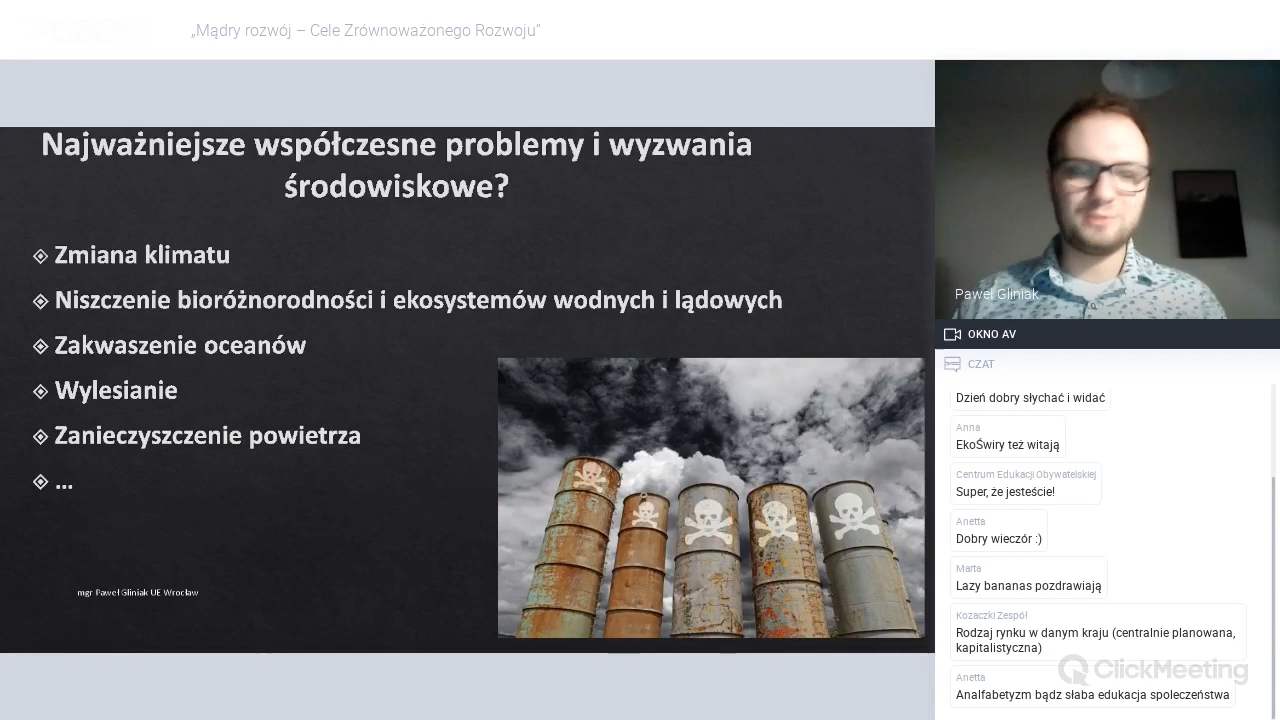 „Mądry rozwój – Cele Zrównoważonego Rozwoju”
Najważniejsze współczesne problemy i wyzwania
środowiskowe?
Zmiana klimatu
Niszczenie bioróżnorodności i ekosystemów wodnych i lądowych
Zakwaszenie oceanów
Wylesianie
Zanieczyszczenie powietrza
...
mgr Paweł Gliniak UE Wrocław
Paweł Gliniak
OKNO AV
CZAT
Dzień dobry słychać i widać
Anna
EkoŚwiry też witają
Centrum Edukacji Obywatelskiej
Super, że jesteście!
Anetta
Dobry wieczór :)
Marta
Lazy bananas pozdrawiają
Kozaczki Zespół
Rodzaj rynku w danym kraju (centralnie planowana,
kapitalistyczna)
ClickMeeting
Anetta
Analfabetyzm bądz słaba edukacja spoleczeństwa